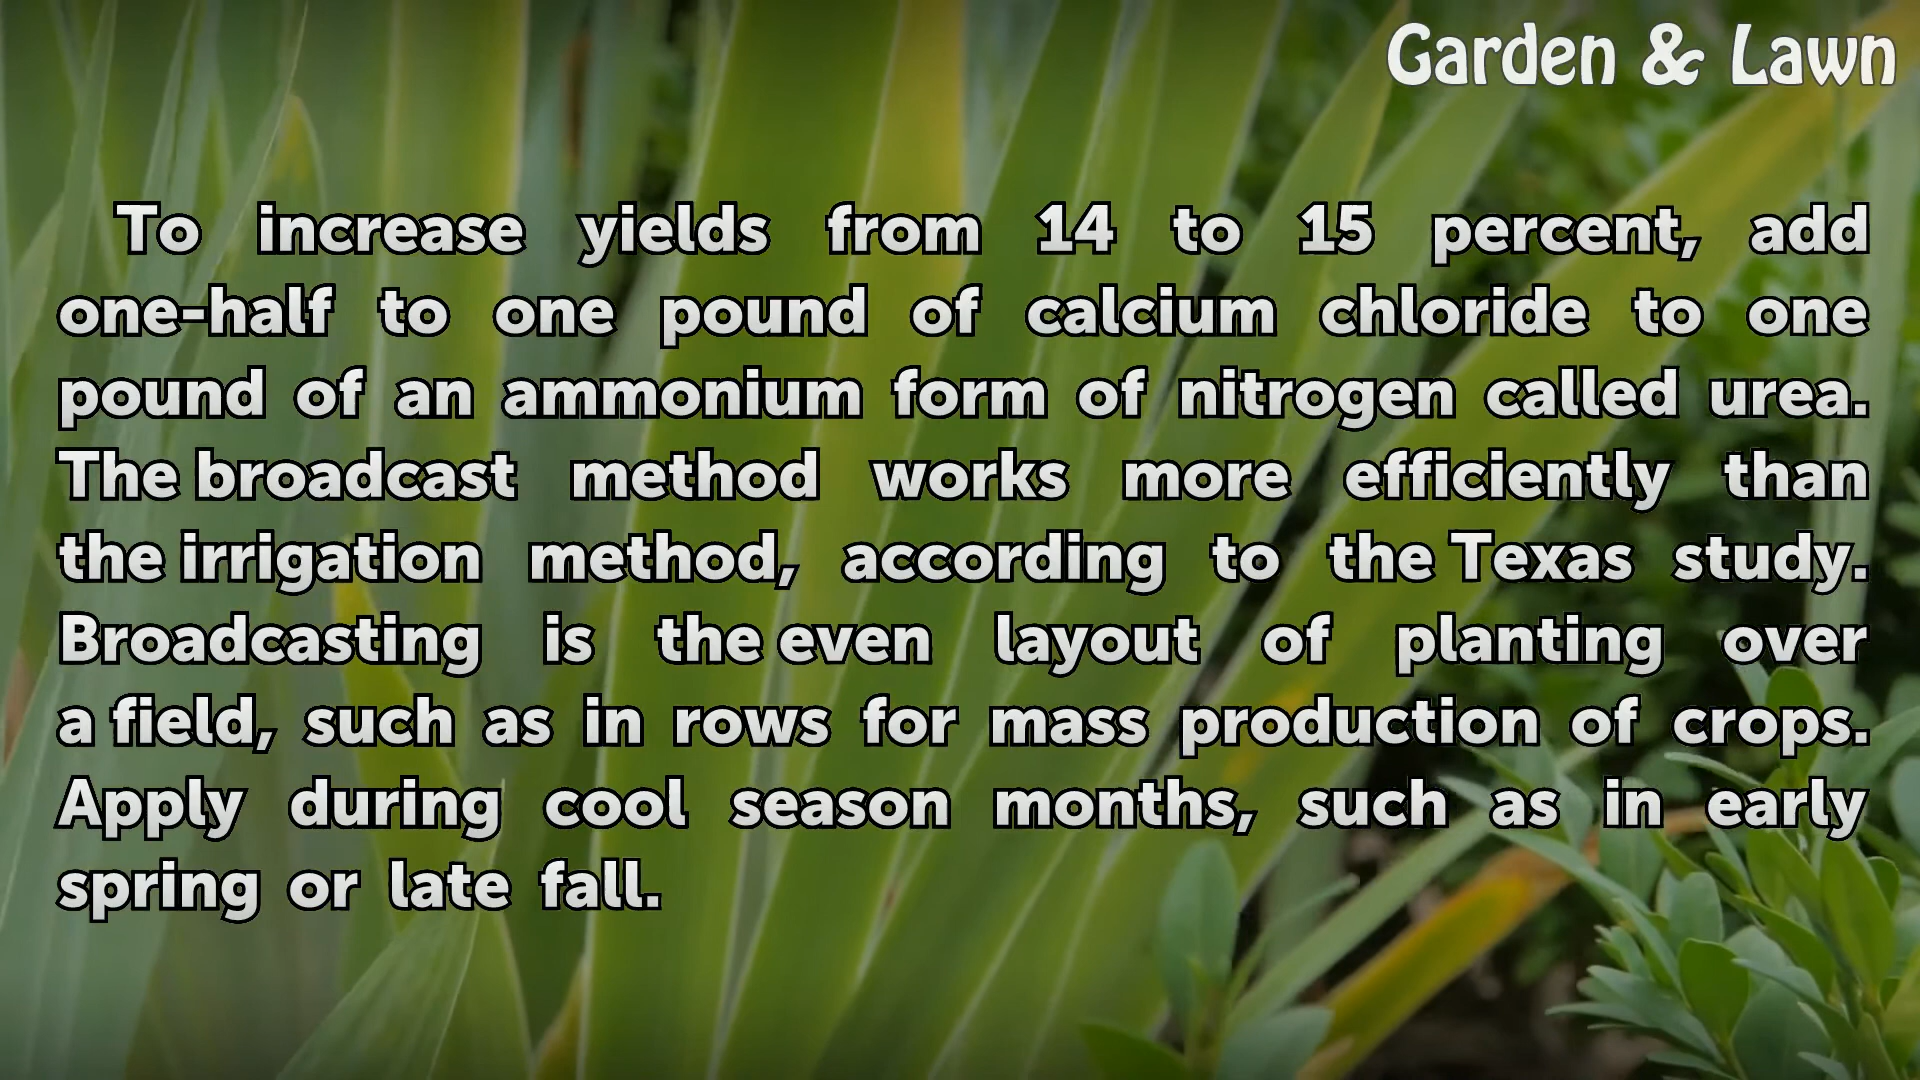 Garden & Lawn
To increase yields from 14 to 15 percent, add
one-half to one pound of calcium chloride to one
pound of an ammonium form of nitrogen called urea.
The broadcast method works more efficiently than
the irrigation method, according to the Texas study.
Broadcasting is the even layout of planting over
a field, such as in rows for mass production of crops.
Apply during cool season months, such as in early
spring or late fall.